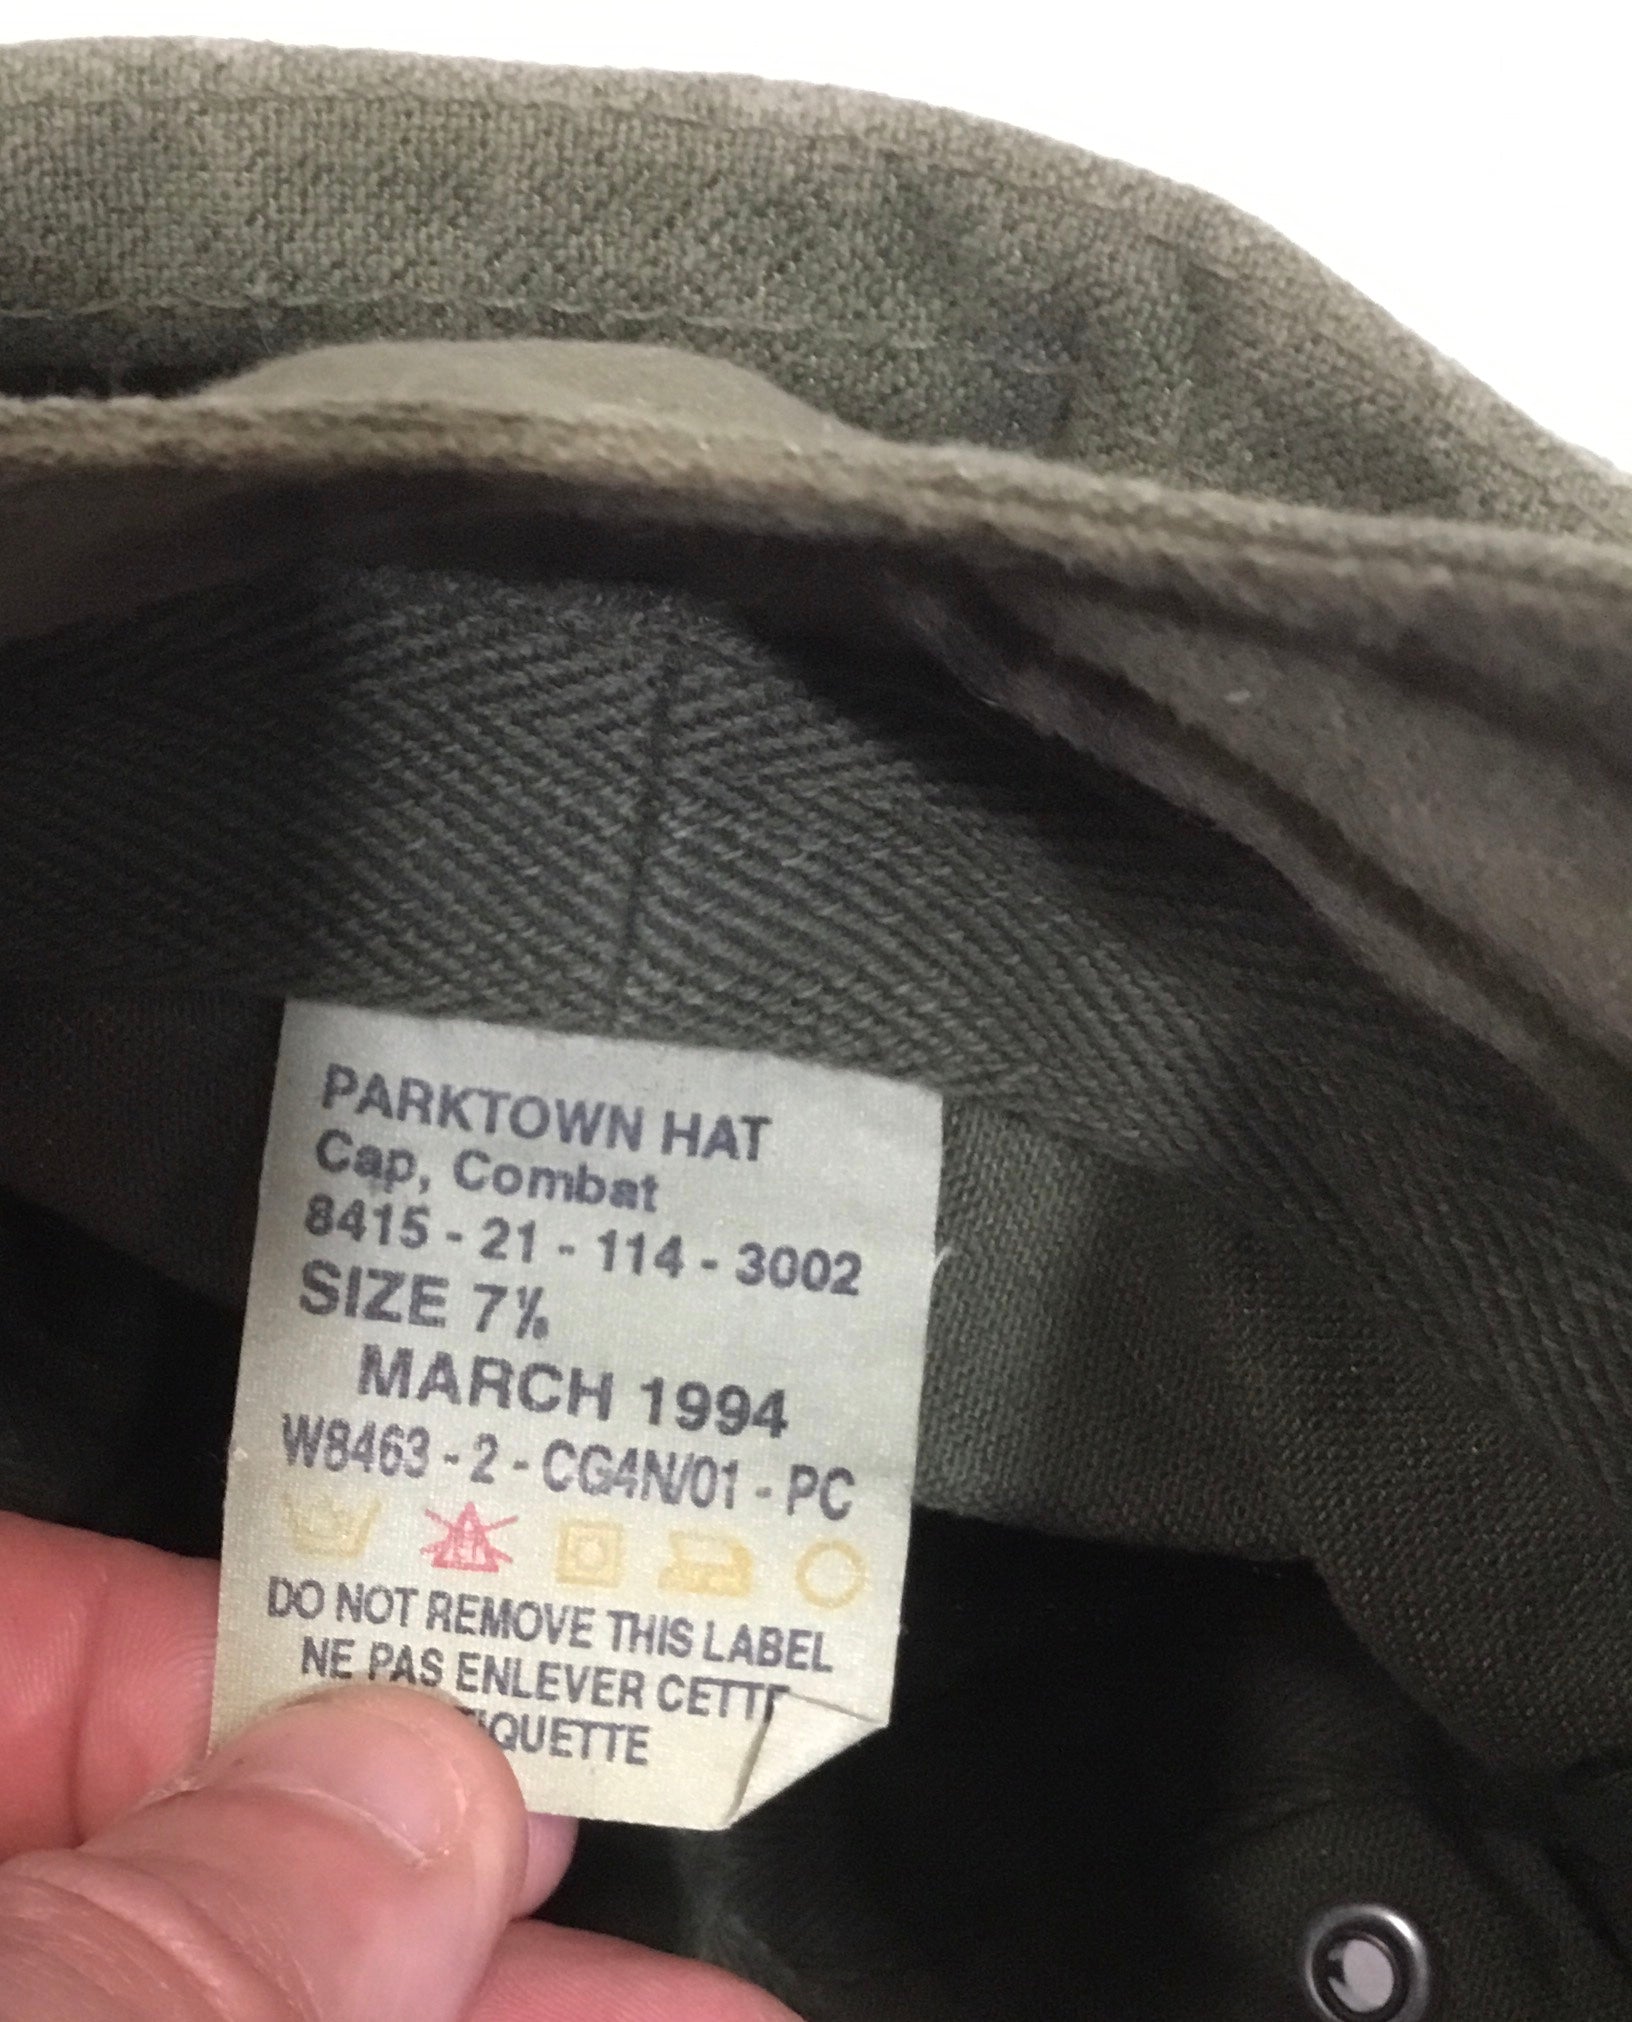 PARKTOWN HAT
Cap, Combat
8415 - 21 - 114 - 3002
SIZE 7⅛
MARCH 1994
W8463 - 2 - CG4N/01 - PC
DO NOT REMOVE THIS LABEL
NE PAS ENLEVER CETTE